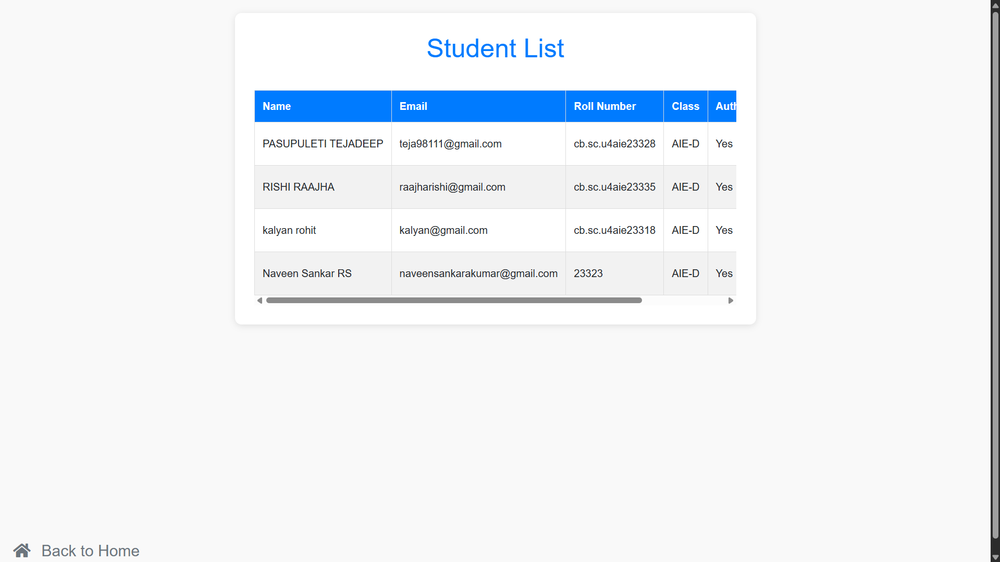 Student List
Name Email Roll Number Class Auth
PASUPULETI TEJADEEP teja98111@gmail.com cb.sc.u4aie23328 AIE-D Yes
RISHI RAAJHA raajharishi@gmail.com cb.sc.u4aie23335 AIE-D Yes
kalyan rohit kalyan@gmail.com cb.sc.u4aie23318 AIE-D Yes
Naveen Sankar RS naveensankarakumar@gmail.com 23323 AIE-D Yes
Back to Home